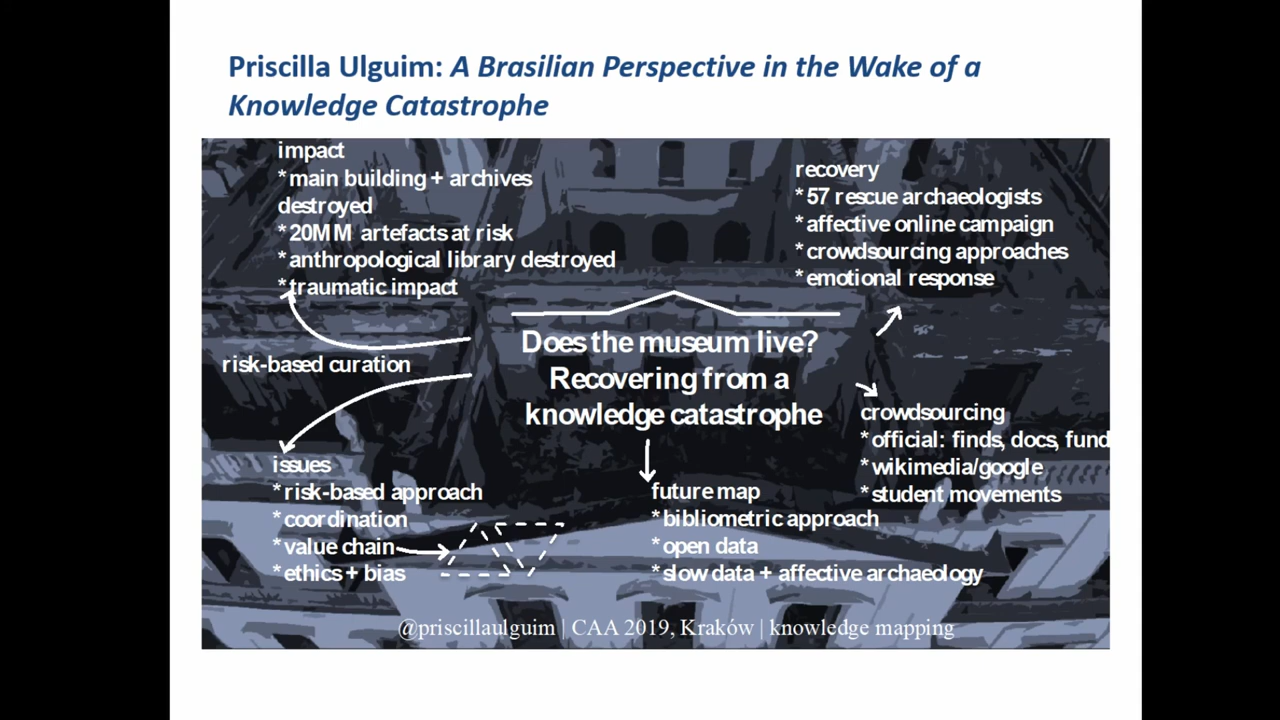 Priscilla Ulguim: A Brasilian Perspective in the Wake of a
Knowledge Catastrophe
impact
*main building + archives
destroyed
*20MM artefacts at risk
*anthropological library destroyed
*traumatic impact
recovery
*57 rescue archaeologists
*affective online campaign
*crowdsourcing approaches
*emotional response
Does the museum live?
Recovering from a
knowledge catastrophe
risk-based curation
crowdsourcing
*official: finds, docs, fund
*wikimedia/google
*student movements
issues
*risk-based approach
*coordination
*value chain
*ethics + bias
future map
*bibliometric approach
*open data
*slow data + affective archaeology
@priscillaulguim | CAA 2019, Kraków | knowledge mapping